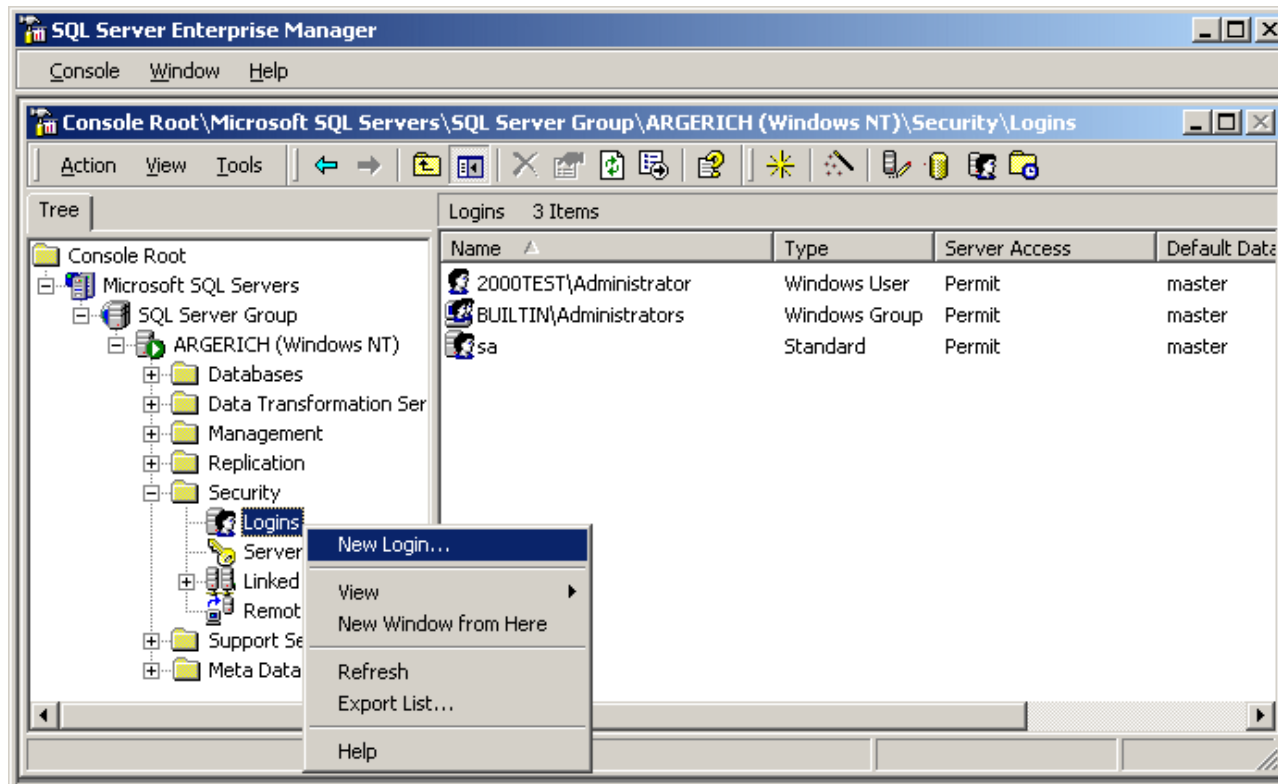 SQL Server Enterprise Manager
Console Window Help
Console Root\Microsoft SQL Servers\SQL Server Group\ARGERICH (Windows NT)\Security\Logins
Action View Tools
Tree
Logins 3 Items
Console Root
Microsoft SQL Servers
SQL Server Group
ARGERICH (Windows NT)
Databases
Data Transformation Ser
Management
Replication
Security
Logins
Server
Linked
Remot
Support Se
Meta Data
Name Type Server Access Default Data
2000TEST\Administrator Windows User Permit master
BUILTIN\Administrators Windows Group Permit master
sa Standard Permit master
New Login...
View
New Window from Here
Refresh
Export List...
Help